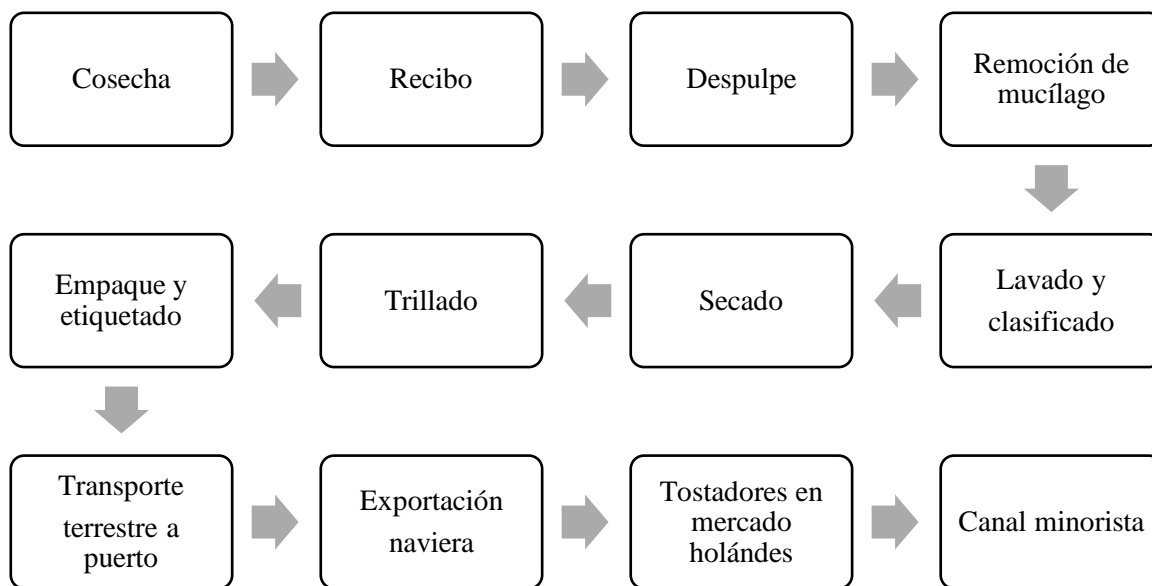 Cosecha
Recibo
Despulpe
Remoción de
mucílago
Lavado y
clasificado
Secado
Trillado
Empaque y
etiquetado
Transporte
terrestre a
puerto
Exportación
naviera
Tostadores en
mercado
holándes
Canal minorista